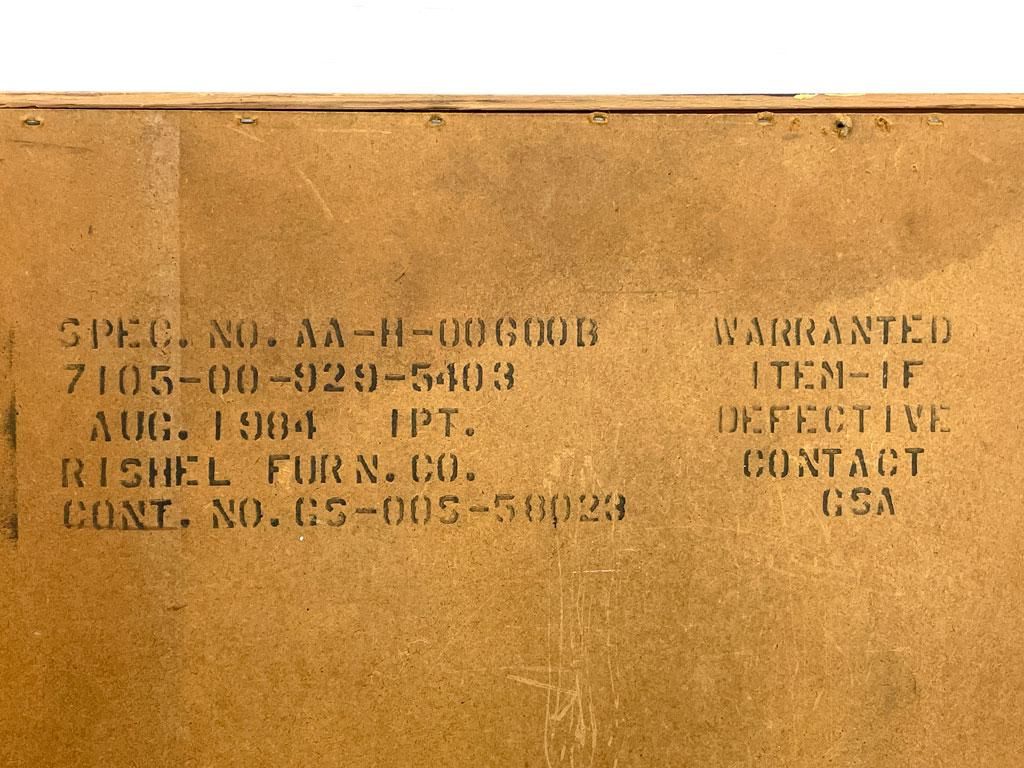 SPEC. NO. AA-H-00600B
7105-00-929-5403
AUG. 1984 1PT.
RISHEL FURN. CO.
CONT. NO. GS-00S-58023
WARRANTED
ITEM-IF
DEFECTIVE
CONTACT
GSA